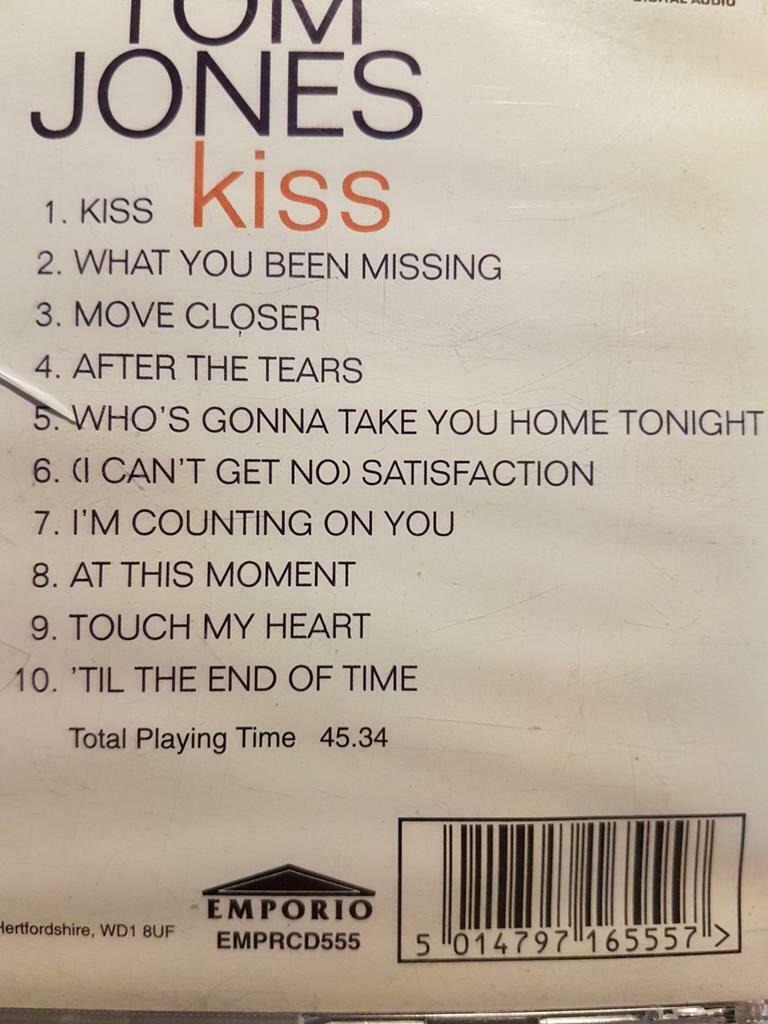 DIGITAL AUDIO
TOM
JONES
kiss
1. KISS
2. WHAT YOU BEEN MISSING
3. MOVE CLOSER
4. AFTER THE TEARS
5. WHO'S GONNA TAKE YOU HOME TONIGHT
6. (I CAN'T GET NO) SATISFACTION
7. I'M COUNTING ON YOU
8. AT THIS MOMENT
9. TOUCH MY HEART
10. 'TIL THE END OF TIME
Total Playing Time 45.34
Hertfordshire, WD1 8UF
EMPORIO
EMPRCD555
5 014797 165557 >